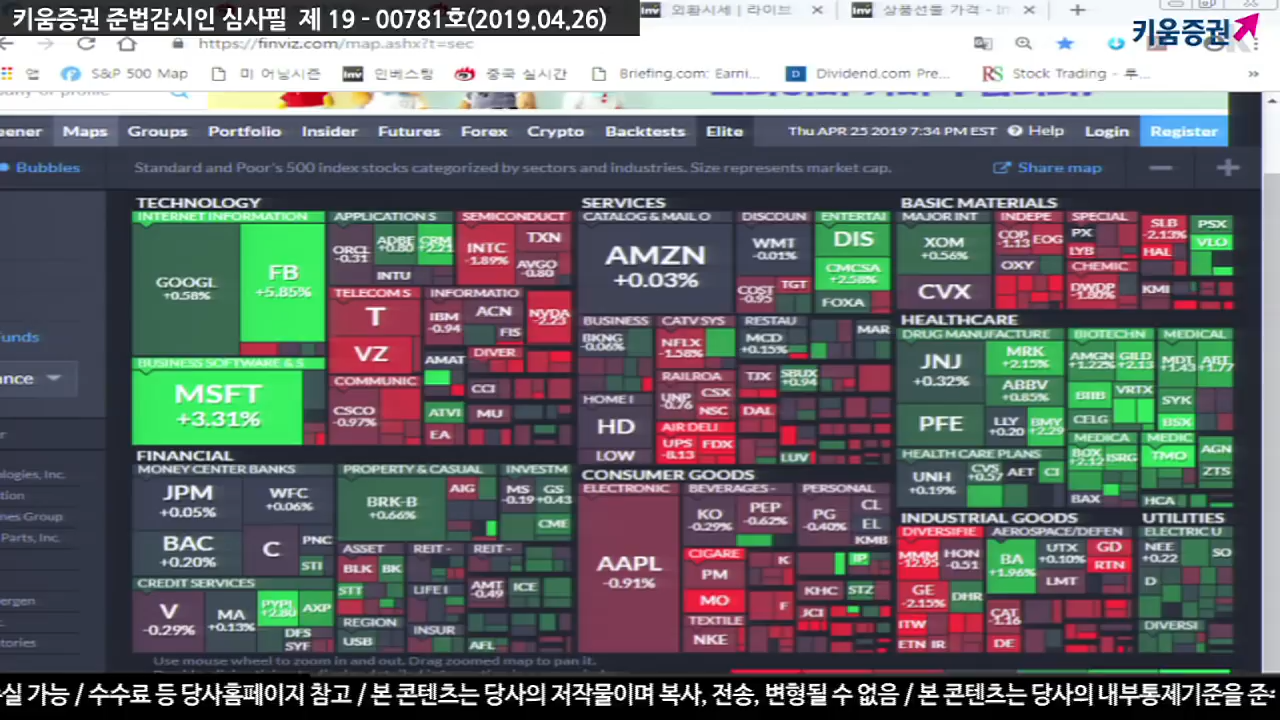 키움증권 준법감시인 심사필 제 19 - 00781호(2019.04.26)
외환시세 | 라이브
상품선물 가격 - In
키움증권
https://finviz.com/map.ashx?t=sec
앱 S&P 500 Map 미 어닝시즌 인베스팅 중국 실시간 Briefing.com: Earni... Dividend.com Pre... Stock Trading - 투...
eener Maps Groups Portfolio Insider Futures Forex Crypto Backtests Elite Thu APR 25 2019 7:34 PM EST Help Login Register
Bubbles Standard and Poor's 500 index stocks categorized by sectors and industries. Size represents market cap. Share map
TECHNOLOGY
INTERNET INFORMATION
GOOGL
+0.58%
FB
+5.85%
BUSINESS SOFTWARE & S
MSFT
+3.31%
APPLICATION S
ORCL
-0.31
INTU
SEMICONDUCT
INTC
-1.89%
TXN
AVGO
-0.80
TELECOM S
T
VZ
INFORMATIO
IBM
-0.94
ACN
FIS
NVDA
-2.23
AMAT
DIVER
COMMUNIC
CSCO
-0.97%
CCI
ATVI
MU
EA
SERVICES
CATALOG & MAIL O
AMZN
+0.03%
DISCOUN
WMT
-0.01%
COST
-0.95
TGT
ENTERTAI
DIS
CMCSA
+2.58%
FOXA
BUSINESS
BKNG
-0.06%
CATV SYS
NFLX
-1.58%
RESTAU
MCD
+0.15%
MAR
RAILROA
UNP
-0.76
CSX
NSC
TJX
SBUX
+0.94
HOME I
HD
LOW
DAL
AIR DELI
UPS
-8.13
FDX
LUV
BASIC MATERIALS
MAJOR INT
XOM
+0.56%
CVX
INDEPE
COP
-1.13
EOG
OXY
SPECIAL
PX
LYB
CHEMIC
DWDP
-1.80%
SLB
-2.13%
HAL
KMI
PSX
VLO
HEALTHCARE
DRUG MANUFACTURE
JNJ
+0.32%
PFE
MRK
+2.15%
ABBV
+0.85%
LLY
+0.20
BMY
+2.29
BIOTECHN
AMGN
+1.22%
GILD
+2.13
BIIB
VRTX
CELG
MEDICAL
MDT
+1.43
ABT
+1.77
SYK
BSX
HEALTH CARE PLANS
UNH
+0.19%
CVS
+0.57
AET
CI
MEDICA
BDX
+2.12
ISRG
BAX
MEDIC
TMO
AGN
ZTS
HCA
FINANCIAL
MONEY CENTER BANKS
JPM
+0.05%
WFC
+0.06%
BAC
+0.20%
C
PNC
STI
PROPERTY & CASUAL
BRK-B
+0.66%
AIG
INVESTM
MS
-0.19
GS
+0.43
CME
CREDIT SERVICES
V
-0.29%
MA
+0.13%
PYPL
+2.80
AXP
DFS
SYF
ASSET
BLK
BK
STT
REGION
USB
REIT -
LIFE I
INSUR
REIT -
AMT
-0.49
ICE
AFL
CONSUMER GOODS
ELECTRONIC
AAPL
-0.91%
BEVERAGES -
KO
-0.29%
PEP
-0.62%
PERSONAL
PG
-0.40%
CL
EL
KMB
CIGARE
PM
MO
TEXTILE
NKE
K
IP
KHC
STZ
F
JCI
INDUSTRIAL GOODS
DIVERSIFIE
MMM
-12.95
HON
-0.51
GE
-2.15%
DHR
ITW
ETN
IR
AEROSPACE/DEFEN
BA
+1.96%
UTX
+0.10%
GD
RTN
LMT
CAT
-1.16
DE
UTILITIES
ELECTRIC U
NEE
+0.22
SO
D
DIVERSI
Use mouse wheel to zoom in and out. Drag zoomed map to pan it.
실 가능 / 수수료 등 당사홈페이지 참고 / 본 콘텐츠는 당사의 저작물이며 복사, 전송, 변형될 수 없음 / 본 콘텐츠는 당사의 내부통제기준을 준